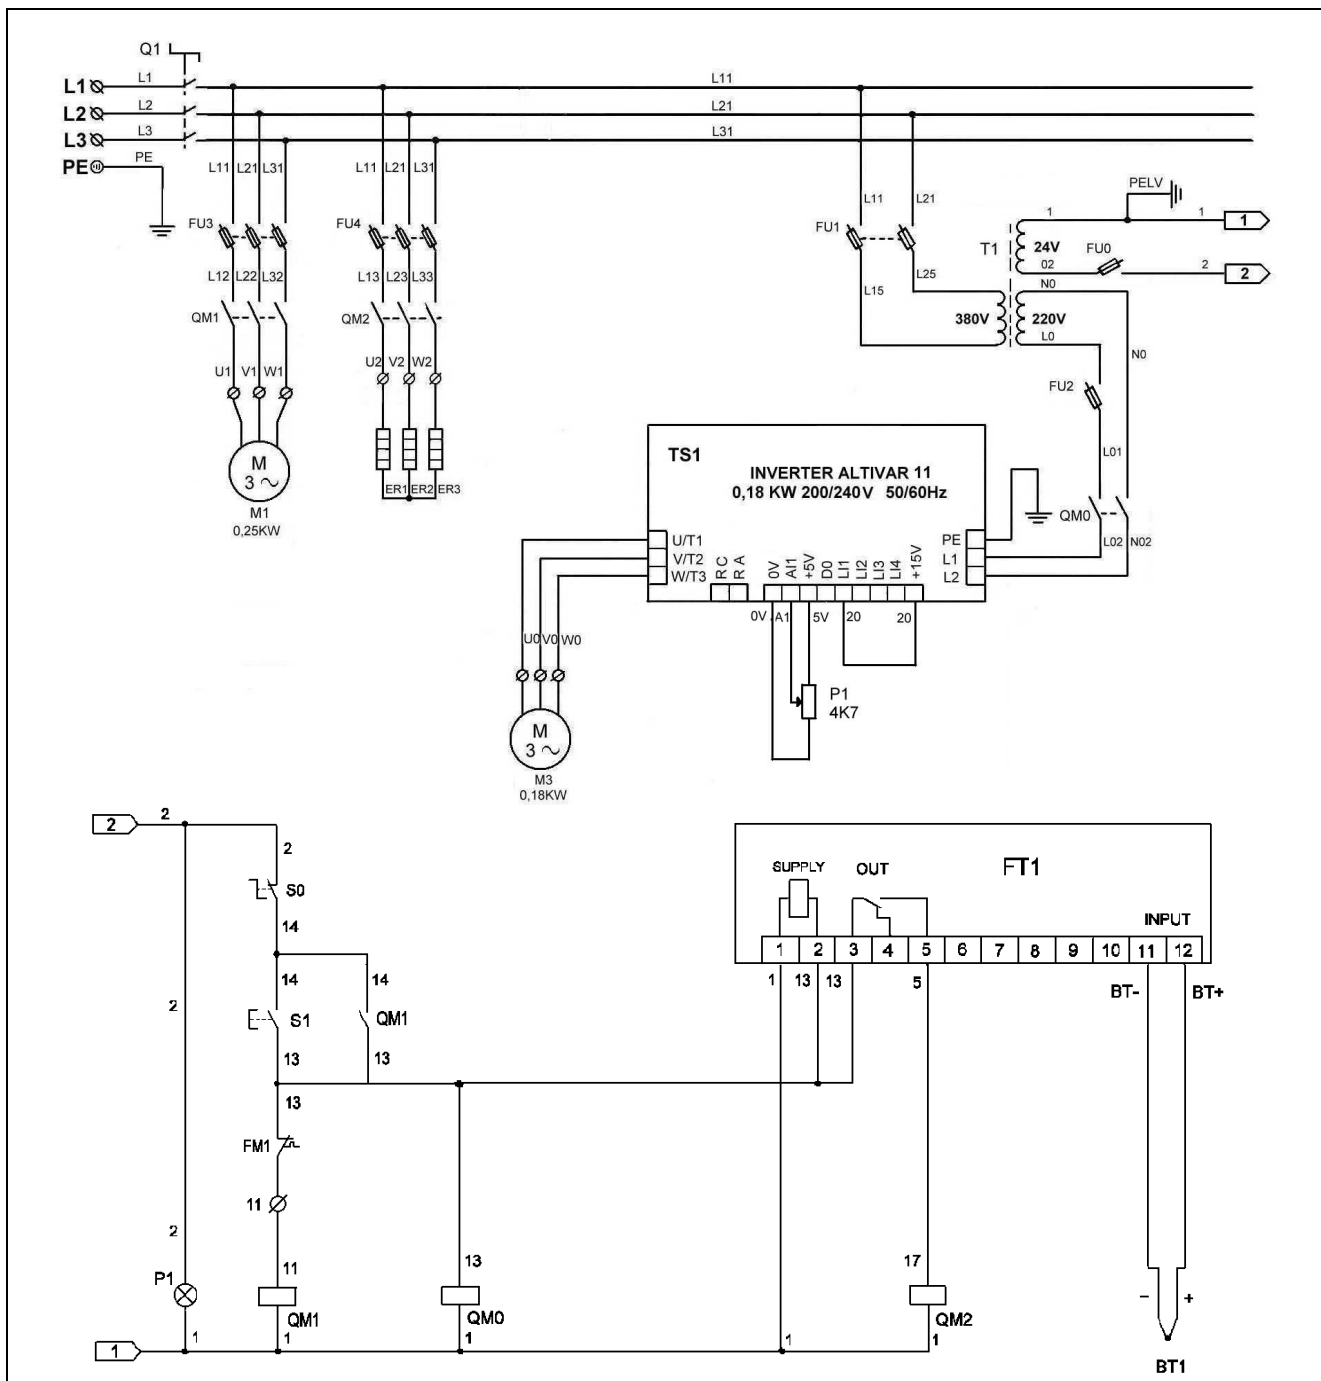 Q1
L1 L1 L11
L2 L2 L21
L3 L3 L31
PE PE
L11 L21 L31 L11 L21 L31 L11 L21
PELV
1 1 1
FU3 FU4 FU1 T1 24V FU0
02 2 2
L12 L22 L32 L13 L23 L33 L15 L25
N0
QM1 QM2 380V 220V
L0
N0
U1 V1 W1 U2 V2 W2
FU2
M
3
M1
0,25KW
ER1 ER2 ER3
TS1
INVERTER ALTIVAR 11
0,18 KW 200/240V 50/60Hz
L01
QM0
L02 N02
U/T1
V/T2
W/T3
PE
L1
L2
RC RA 0V AI1 +5V D0 LI1 LI2 LI3 LI4 +15V
0V A1 5V 20 20
U0 V0 W0
P1
4K7
M
3
M3
0,18KW
2 2
2
S0
14
14 14
S1 QM1
13 13
13
FM1
11
2
2
P1
11
QM1
13
QM0
17
QM2
1 1 1 1 1 1
SUPPLY OUT FT1
INPUT
1 2 3 4 5 6 7 8 9 10 11 12
1 13 13 5 BT- BT+
- +
BT1